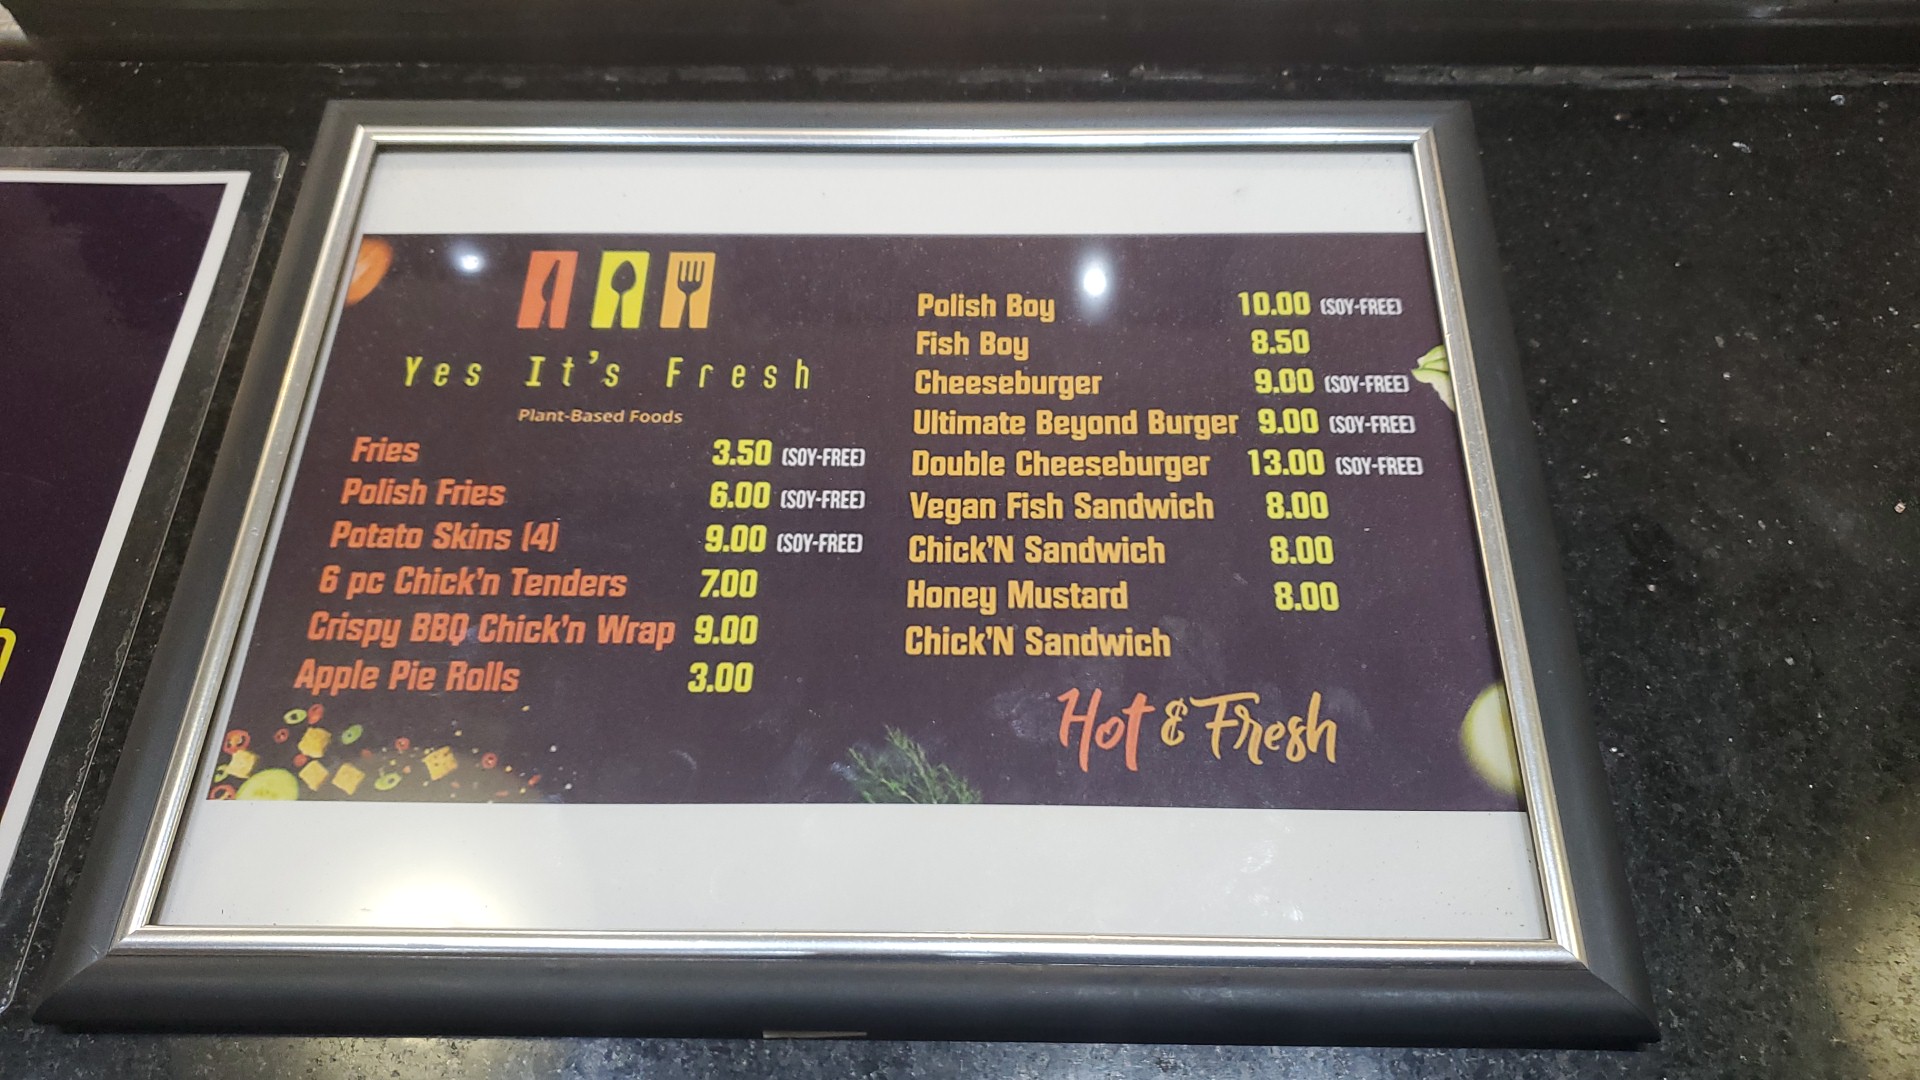 Yes It's Fresh
Plant-Based Foods
Fries 3.50 (SOY-FREE)
Polish Fries 6.00 (SOY-FREE)
Potato Skins (4) 9.00 (SOY-FREE)
6 pc Chick'n Tenders 7.00
Crispy BBQ Chick'n Wrap 9.00
Apple Pie Rolls 3.00
Polish Boy 10.00 (SOY-FREE)
Fish Boy 8.50
Cheeseburger 9.00 (SOY-FREE)
Ultimate Beyond Burger 9.00 (SOY-FREE)
Double Cheeseburger 13.00 (SOY-FREE)
Vegan Fish Sandwich 8.00
Chick'N Sandwich 8.00
Honey Mustard 8.00
Chick'N Sandwich
Hot & Fresh